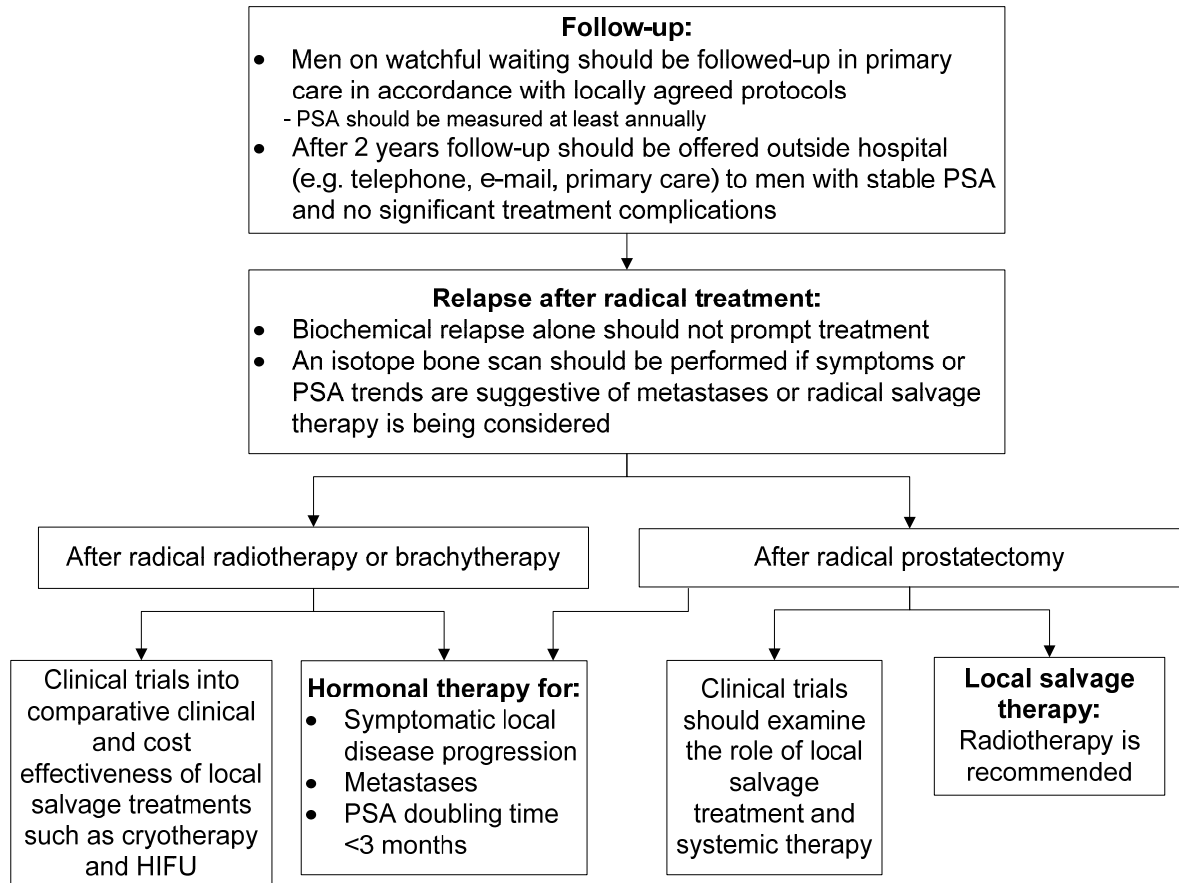 Follow-up:
• Men on watchful waiting should be followed-up in primary
care in accordance with locally agreed protocols
- PSA should be measured at least annually
• After 2 years follow-up should be offered outside hospital
(e.g. telephone, e-mail, primary care) to men with stable PSA
and no significant treatment complications
Relapse after radical treatment:
• Biochemical relapse alone should not prompt treatment
• An isotope bone scan should be performed if symptoms or
PSA trends are suggestive of metastases or radical salvage
therapy is being considered
After radical radiotherapy or brachytherapy
After radical prostatectomy
Clinical trials into
comparative clinical
and cost
effectiveness of local
salvage treatments
such as cryotherapy
and HIFU
Hormonal therapy for:
• Symptomatic local
disease progression
• Metastases
• PSA doubling time
<3 months
Clinical trials
should examine
the role of local
salvage
treatment and
systemic therapy
Local salvage
therapy:
Radiotherapy is
recommended